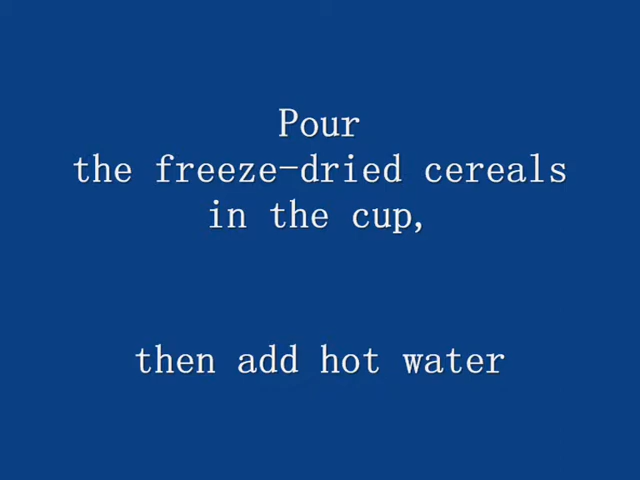 Pour
the freeze-dried cereals
in the cup,
then add hot water